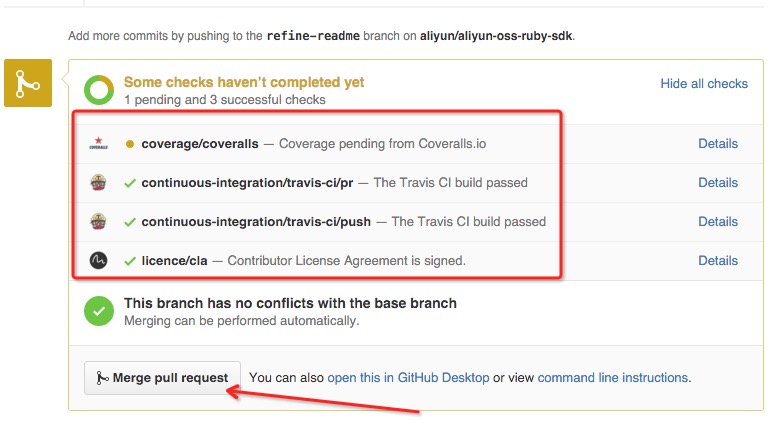 Add more commits by pushing to the refine-readme branch on aliyun/aliyun-oss-ruby-sdk.
Some checks haven’t completed yet
Hide all checks
1 pending and 3 successful checks
COVERALLS coverage/coveralls — Coverage pending from Coveralls.io Details
continuous-integration/travis-ci/pr — The Travis CI build passed Details
continuous-integration/travis-ci/push — The Travis CI build passed Details
licence/cla — Contributor License Agreement is signed. Details
This branch has no conflicts with the base branch
Merging can be performed automatically.
Merge pull request You can also open this in GitHub Desktop or view command line instructions.